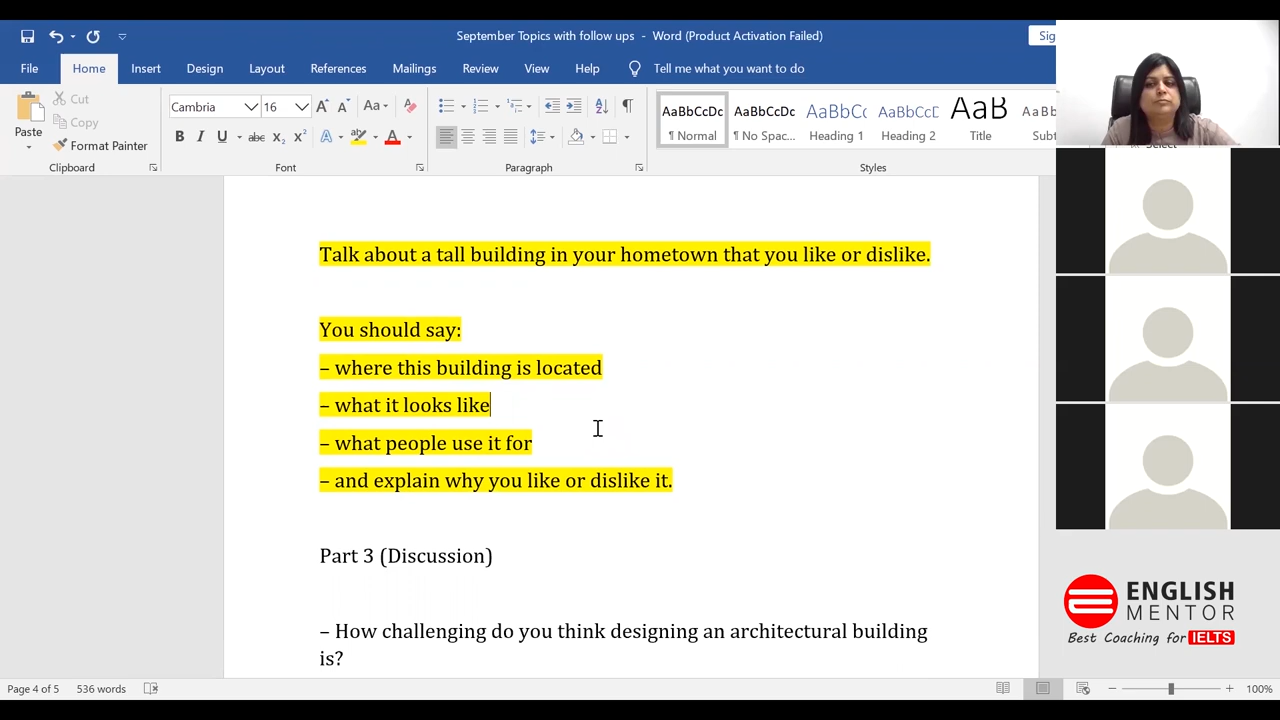 September Topics with follow ups - Word (Product Activation Failed)
Sig
File Home Insert Design Layout References Mailings Review View Help Tell me what you want to do
Paste
Cut
Copy
Format Painter
Clipboard
Cambria 16
Font
Paragraph
AaBbCcDc AaBbCcDc AaBbCc AaBbCcD AaB AaBb
¶ Normal ¶ No Spac... Heading 1 Heading 2 Title Subt
Styles
Select
Talk about a tall building in your hometown that you like or dislike.
You should say:
– where this building is located
– what it looks like
– what people use it for
– and explain why you like or dislike it.
Part 3 (Discussion)
– How challenging do you think designing an architectural building
is?
ENGLISH
MENTOR
Best Coaching for IELTS
Page 4 of 5 536 words 100%